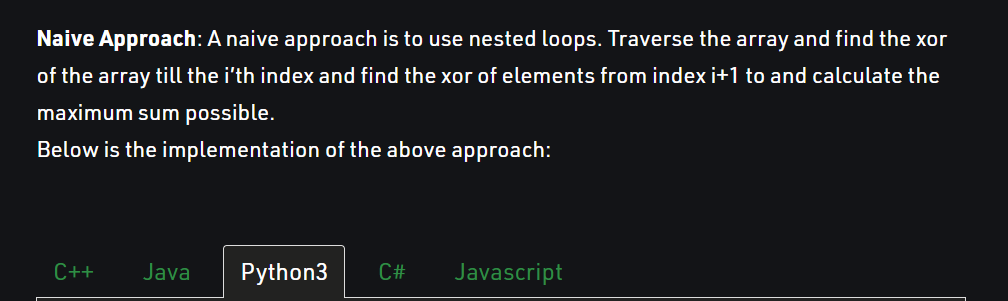 Naive Approach: A naive approach is to use nested loops. Traverse the array and find the xor
of the array till the i’th index and find the xor of elements from index i+1 to and calculate the
maximum sum possible.
Below is the implementation of the above approach:
C++ Java Python3 C# Javascript